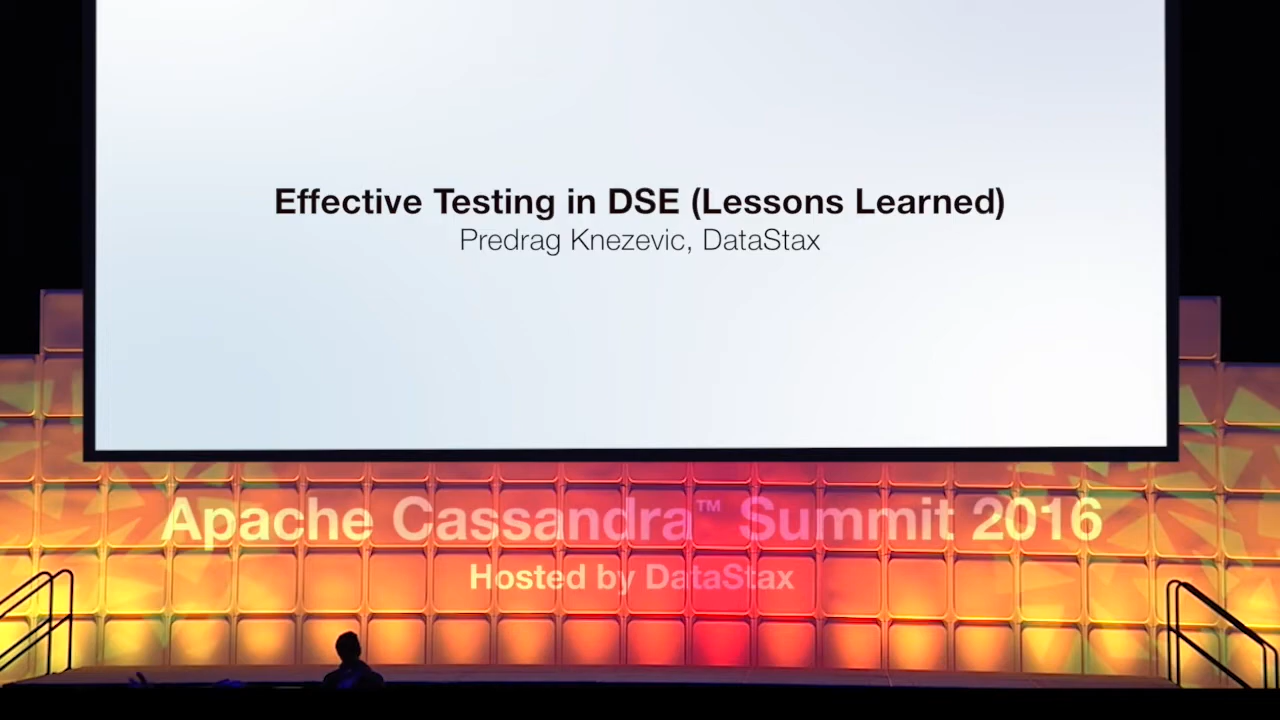 Effective Testing in DSE (Lessons Learned)
Predrag Knezevic, DataStax
Apache Cassandra™ Summit 2016
Hosted by DataStax